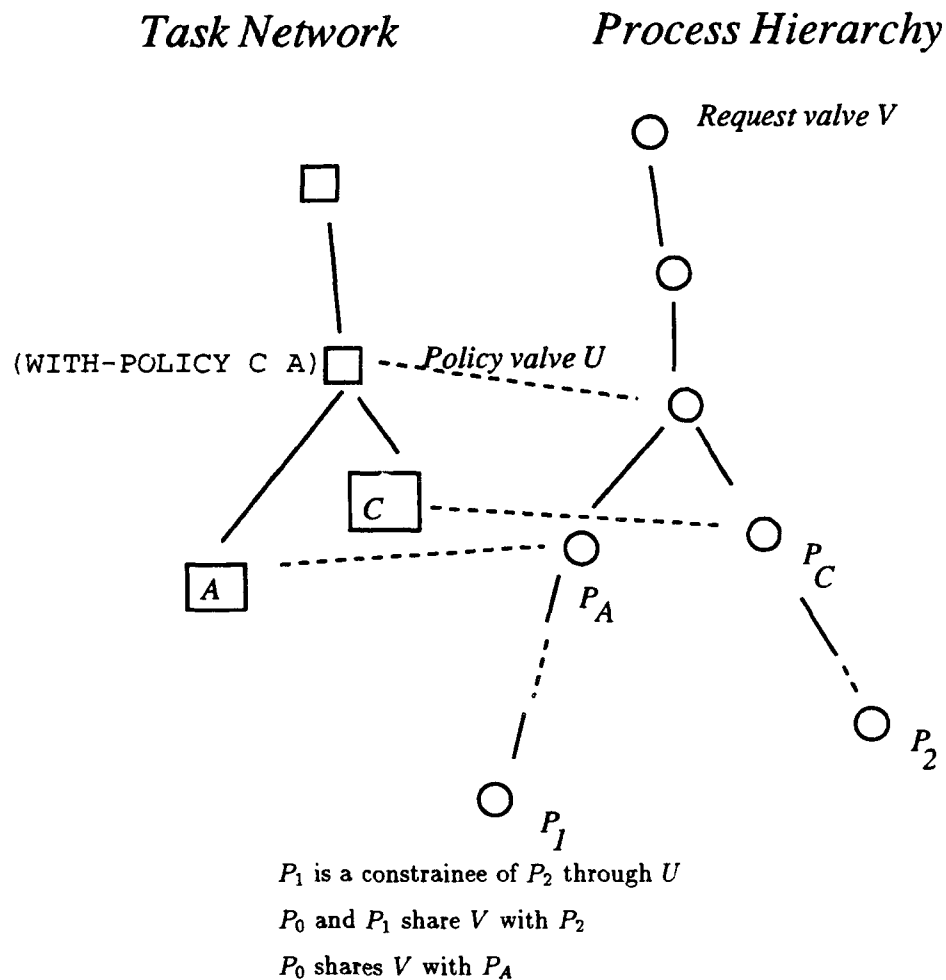 Task Network
Process Hierarchy
Request valve V
(WITH-POLICY C A)
Policy valve U
C
A
P_A
P_C
P_2
P_1
P₁ is a constrainee of P₂ through U
P₀ and P₁ share V with P₂
P₀ shares V with P_A